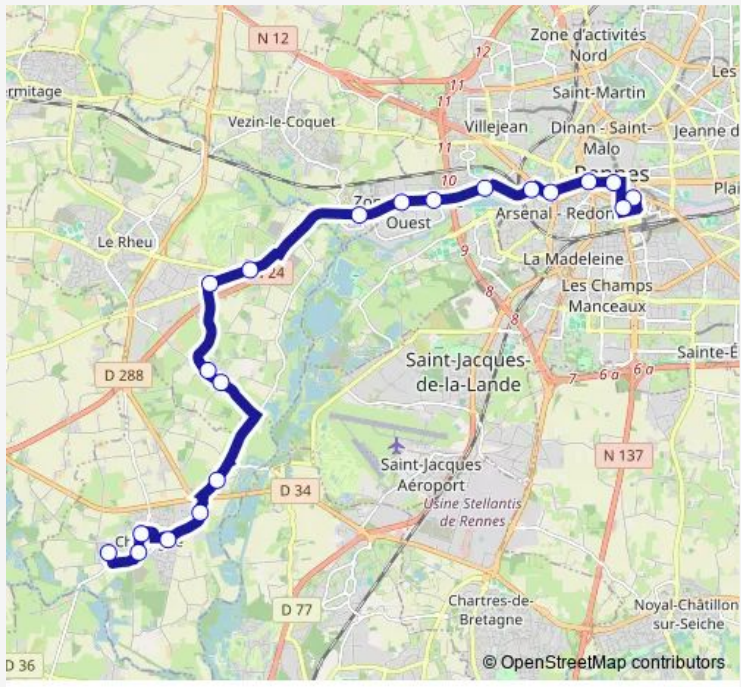 N 12
Zone d'activités
Nord
12
Les
ermitage
11
Saint-Martin
11
Vezin-le-Coquet
Villejean
Dinan - Saint-
Malo
Jeanne d
11
Rennes
10
Plai
Ouest
Arsenal - Redon
Le Rheu
9
La Madeleine
24
Les Champs
Manceaux
8
8
Saint-Jacques-
de-la-Lande
Sainte-É
D 288
7
6 a
6 a
Saint-Jacques
Aéroport
N 137
D 34
Usine Stellantis
de Rennes
D 77
Chartres-de-
Bretagne
Noyal-Châtillon
-sur-Seiche
D 36
© OpenStreetMap contributors